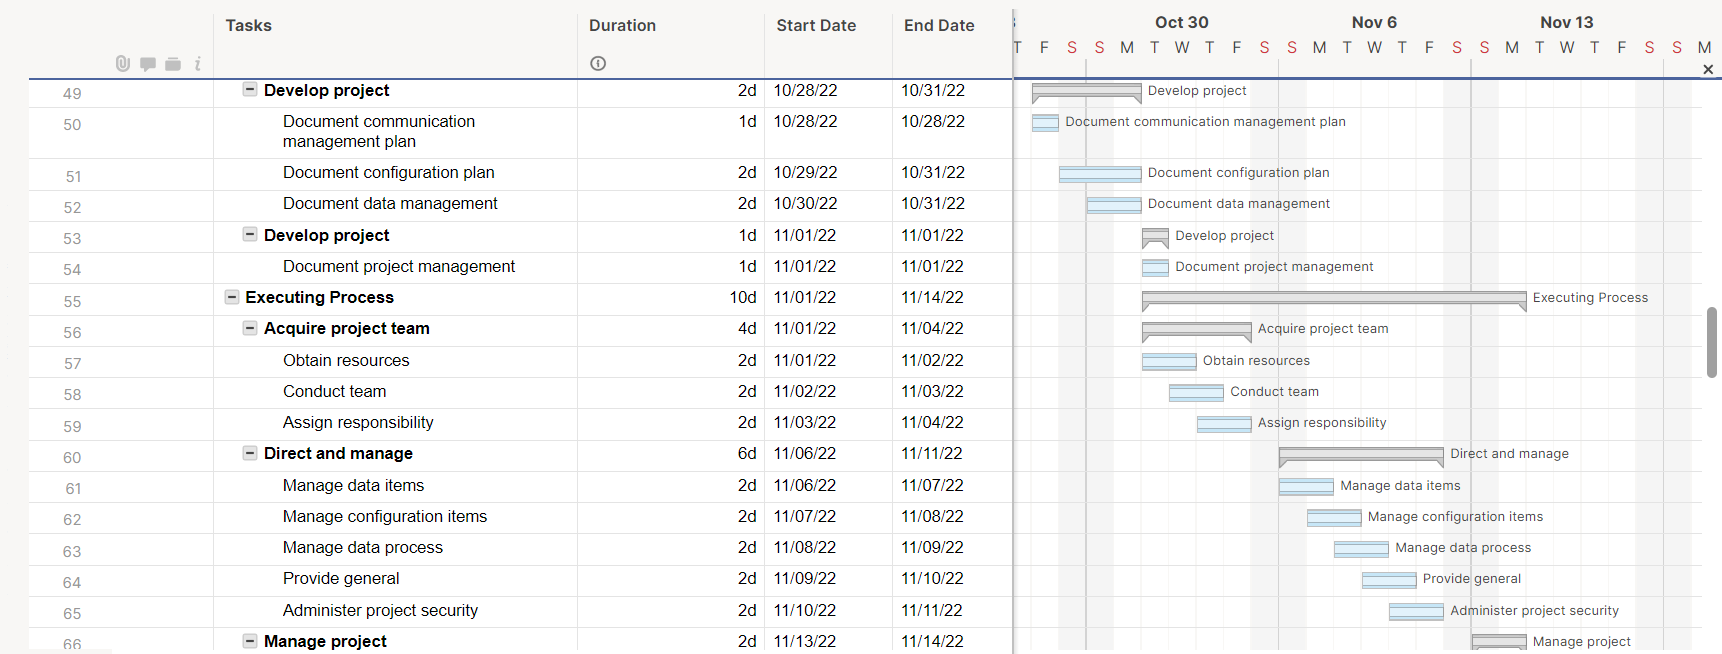 Tasks Duration Start Date End Date Oct 30 Nov 6 Nov 13
T F S S M T W T F S S M T W T F S S M T W T F S S M
49 Develop project 2d 10/28/22 10/31/22 Develop project
50 Document communication 1d 10/28/22 10/28/22 Document communication management plan
management plan
51 Document configuration plan 2d 10/29/22 10/31/22 Document configuration plan
52 Document data management 2d 10/30/22 10/31/22 Document data management
53 Develop project 1d 11/01/22 11/01/22 Develop project
54 Document project management 1d 11/01/22 11/01/22 Document project management
55 Executing Process 10d 11/01/22 11/14/22 Executing Process
56 Acquire project team 4d 11/01/22 11/04/22 Acquire project team
57 Obtain resources 2d 11/01/22 11/02/22 Obtain resources
58 Conduct team 2d 11/02/22 11/03/22 Conduct team
59 Assign responsibility 2d 11/03/22 11/04/22 Assign responsibility
60 Direct and manage 6d 11/06/22 11/11/22 Direct and manage
61 Manage data items 2d 11/06/22 11/07/22 Manage data items
62 Manage configuration items 2d 11/07/22 11/08/22 Manage configuration items
63 Manage data process 2d 11/08/22 11/09/22 Manage data process
64 Provide general 2d 11/09/22 11/10/22 Provide general
65 Administer project security 2d 11/10/22 11/11/22 Administer project security
66 Manage project 2d 11/13/22 11/14/22 Manage project